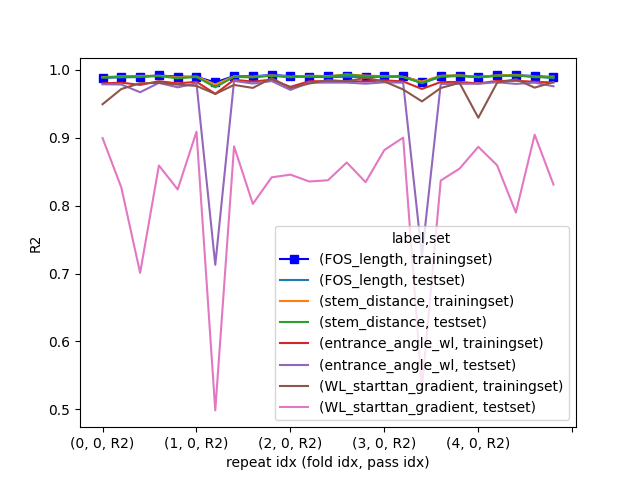 1.0
0.9
0.8
0.7
0.6
0.5
R2
label,set
(FOS_length, trainingset)
(FOS_length, testset)
(stem_distance, trainingset)
(stem_distance, testset)
(entrance_angle_wl, trainingset)
(entrance_angle_wl, testset)
(WL_starttan_gradient, trainingset)
(WL_starttan_gradient, testset)
(0, 0, R2) (1, 0, R2) (2, 0, R2) (3, 0, R2) (4, 0, R2)
repeat idx (fold idx, pass idx)